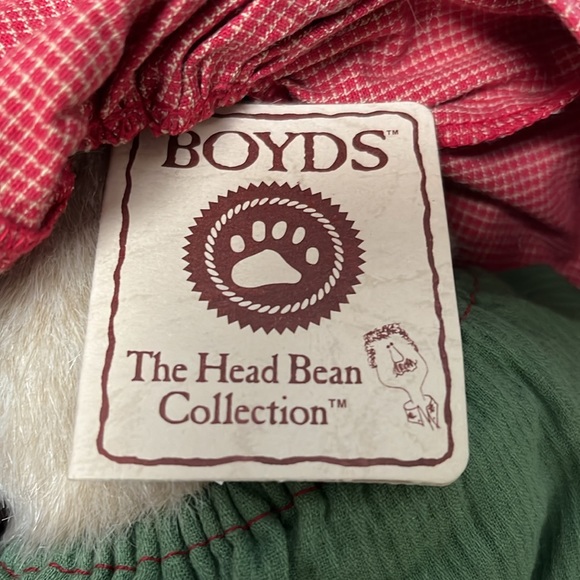 BOYDS™
The Head Bean
Collection™